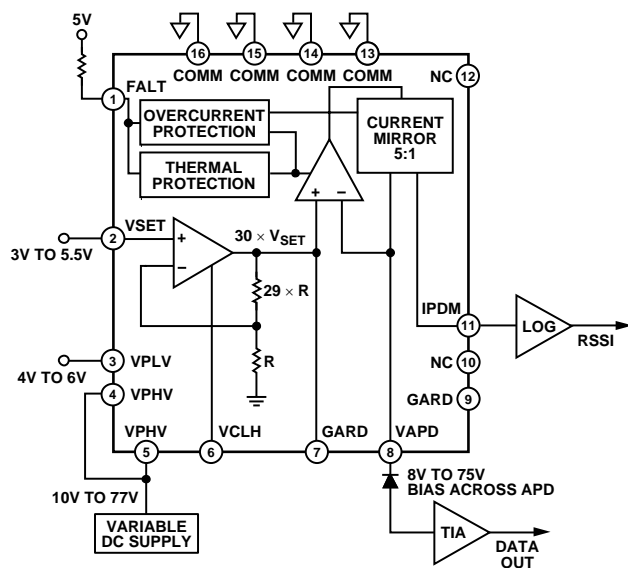 5V
16
15
14
13
COMM
COMM
COMM
COMM
NC
12
1
FALT
OVERCURRENT
PROTECTION
CURRENT
MIRROR
5:1
THERMAL
PROTECTION
+
–
2
VSET
3V TO 5.5V
+
–
30 × VSET
29 × R
R
IPDM
11
LOG
RSSI
3
VPLV
4V TO 6V
NC
10
4
VPHV
GARD
9
VPHV
VCLH
GARD
VAPD
5
6
7
8
10V TO 77V
8V TO 75V
BIAS ACROSS APD
VARIABLE
DC SUPPLY
TIA
DATA
OUT